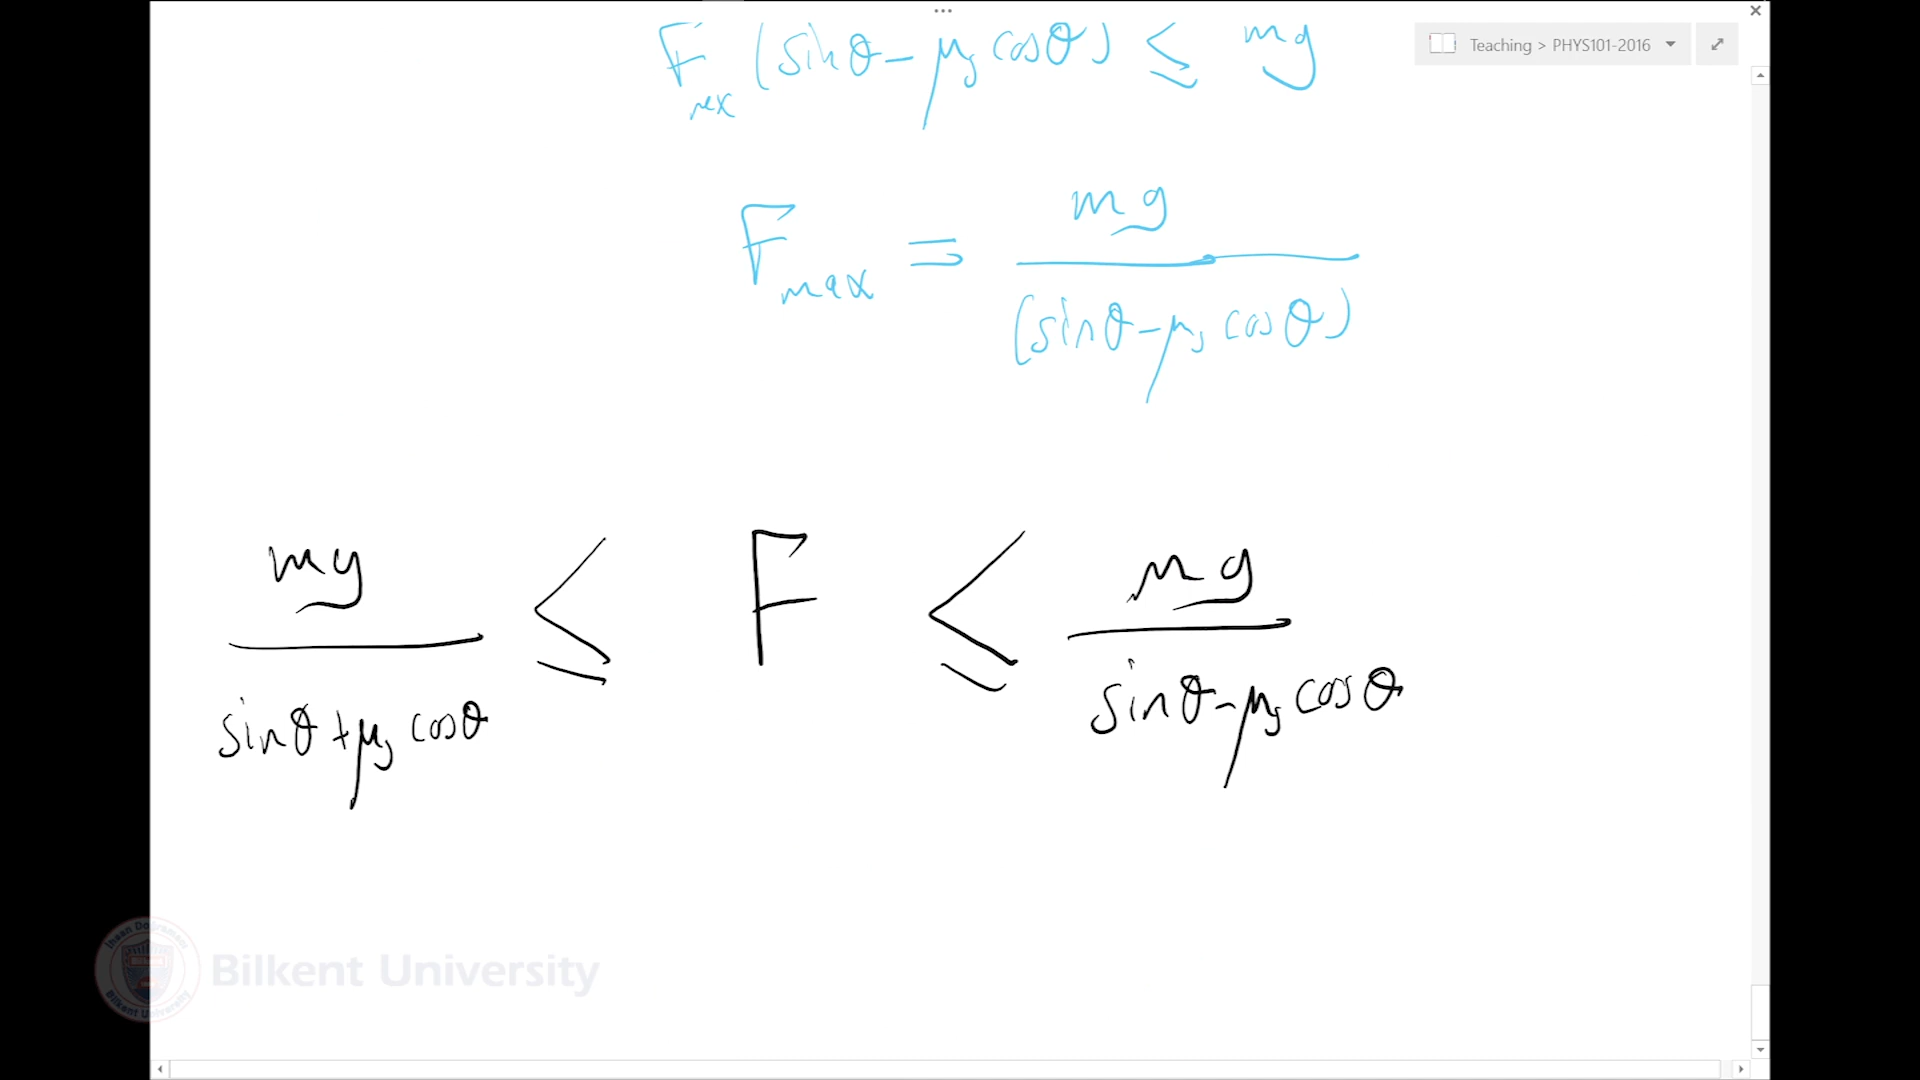 F_max (sinθ - μ_s cosθ) ≤ mg
Teaching > PHYS101-2016
F_max = mg / (sinθ - μ_s cosθ)
mg / (sinθ + μ_s cosθ) ≤ F ≤ mg / (sinθ - μ_s cosθ)
Bilkent University